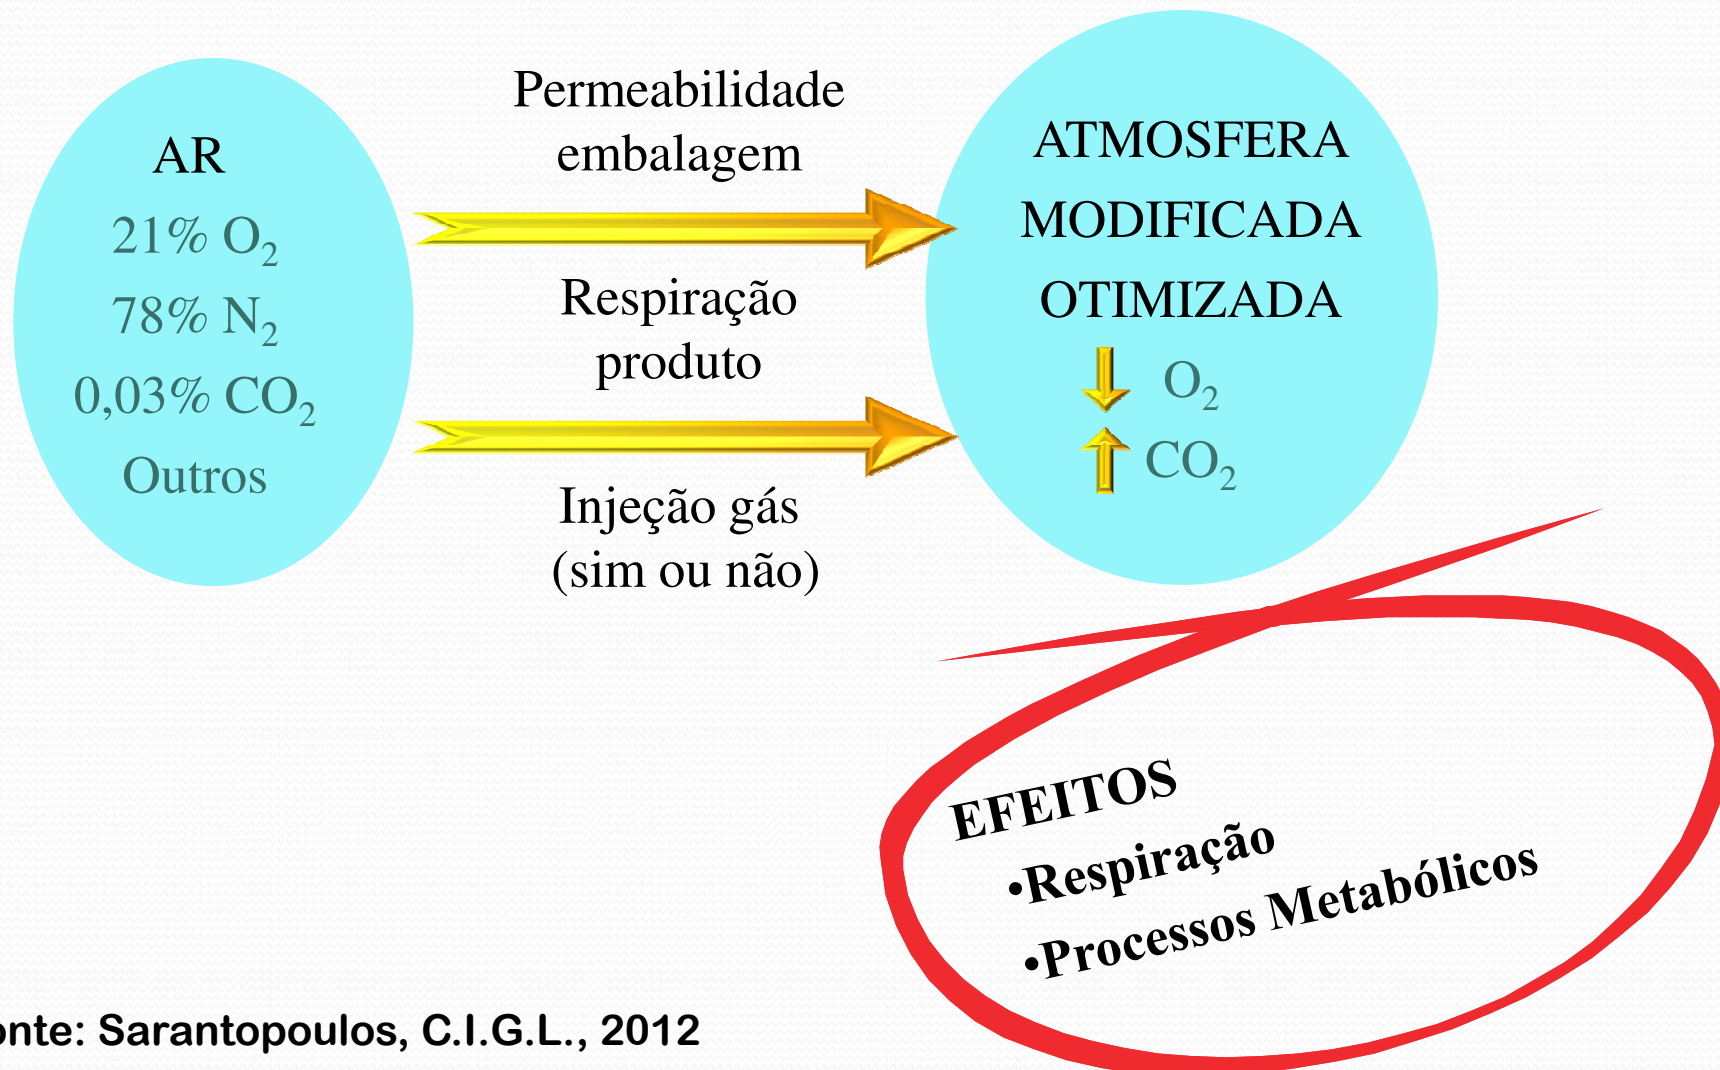 AR
21% O₂
78% N₂
0,03% CO₂
Outros
Permeabilidade
embalagem
Respiração
produto
Injeção gás
(sim ou não)
ATMOSFERA
MODIFICADA
OTIMIZADA
O₂
CO₂
EFEITOS
•Respiração
•Processos Metabólicos
onte: Sarantopoulos, C.I.G.L., 2012